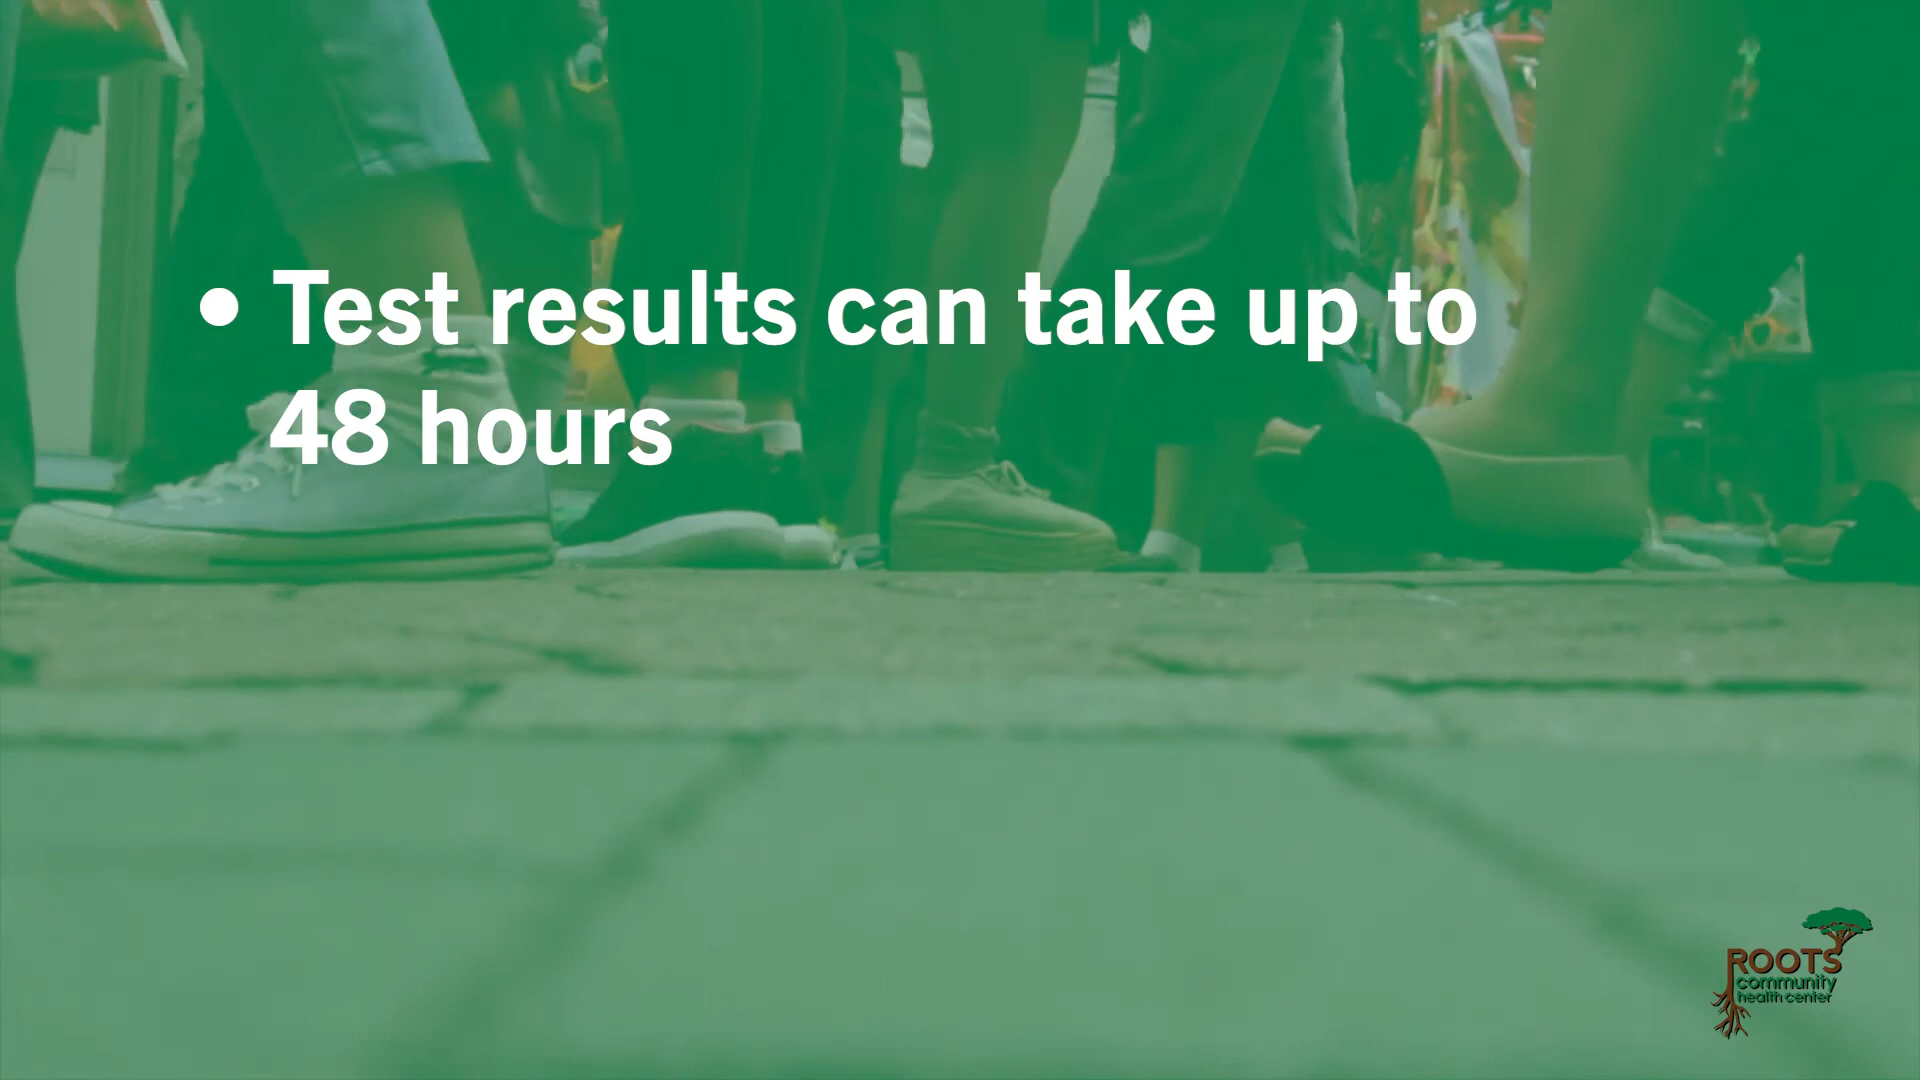 • Test results can take up to
48 hours
ROOTS
community
health center